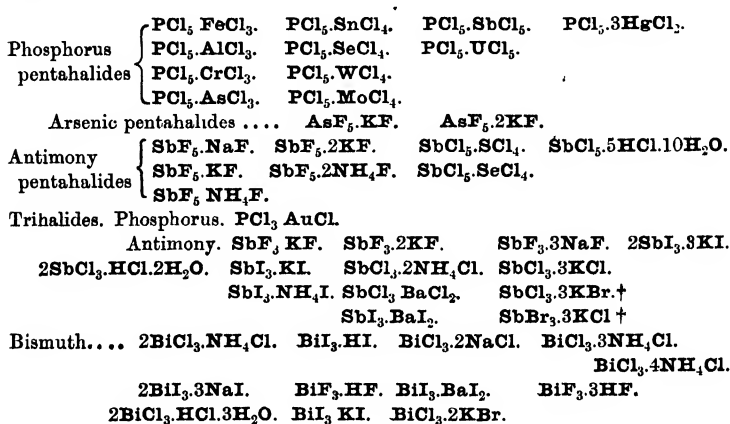 PCl₅ FeCl₃. PCl₅.SnCl₄. PCl₅.SbCl₅. PCl₅.3HgCl₂.
Phosphorus pentahalides PCl₅.AlCl₃. PCl₅.SeCl₄. PCl₅.UCl₅.
PCl₅.CrCl₃. PCl₅.WCl₄.
PCl₅.AsCl₃. PCl₅.MoCl₄.
Arsenic pentahalides .... AsF₅.KF. AsF₅.2KF.
Antimony pentahalides SbF₅.NaF. SbF₅.2KF. SbCl₅.SCl₄. SbCl₅.5HCl.10H₂O.
SbF₅.KF. SbF₅.2NH₄F. SbCl₅.SeCl₄.
SbF₅ NH₄F.
Trihalides. Phosphorus. PCl₃ AuCl.
Antimony. SbF₃ KF. SbF₃.2KF. SbF₃.3NaF. 2SbI₃.3KI.
2SbCl₃.HCl.2H₂O. SbI₃.KI. SbCl₃.2NH₄Cl. SbCl₃.3KCl.
SbI₃.NH₄I. SbCl₃ BaCl₂. SbCl₃.3KBr.†
SbI₃.BaI₂. SbBr₃.3KCl †
Bismuth.... 2BiCl₃.NH₄Cl. BiI₃.HI. BiCl₃.2NaCl. BiCl₃.3NH₄Cl.
BiCl₃.4NH₄Cl.
2BiI₃.3NaI. BiF₃.HF. BiI₃.BaI₂. BiF₃.3HF.
2BiCl₃.HCl.3H₂O. BiI₃ KI. BiCl₃.2KBr.